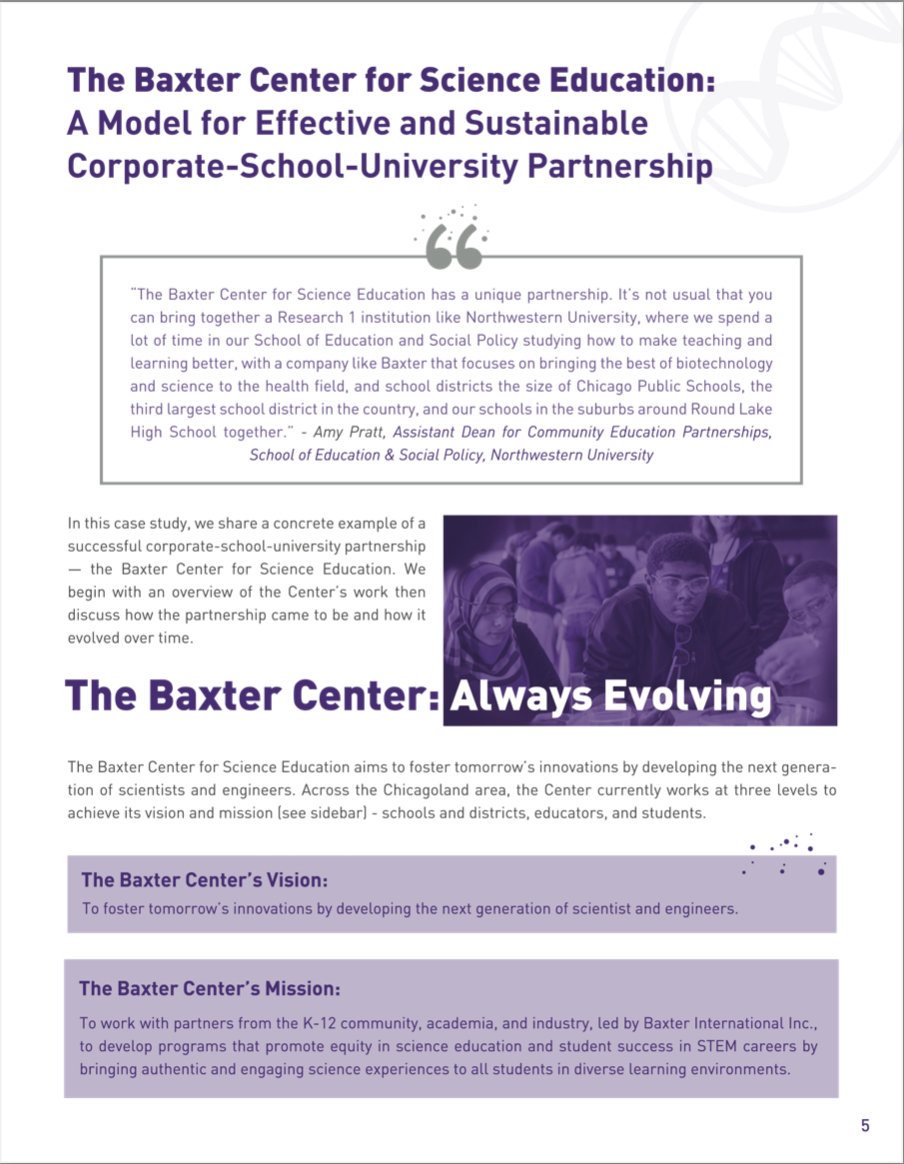 The Baxter Center for Science Education:
A Model for Effective and Sustainable
Corporate-School-University Partnership
“The Baxter Center for Science Education has a unique partnership. It’s not usual that you
can bring together a Research 1 institution like Northwestern University, where we spend a
lot of time in our School of Education and Social Policy studying how to make teaching and
learning better, with a company like Baxter that focuses on bringing the best of biotechnology
and science to the health field, and school districts the size of Chicago Public Schools, the
third largest school district in the country, and our schools in the suburbs around Round Lake
High School together.” - Amy Pratt, Assistant Dean for Community Education Partnerships,
School of Education & Social Policy, Northwestern University
In this case study, we share a concrete example of a
successful corporate-school-university partnership
— the Baxter Center for Science Education. We
begin with an overview of the Center’s work then
discuss how the partnership came to be and how it
evolved over time.
The Baxter Center: Always Evolving
The Baxter Center for Science Education aims to foster tomorrow’s innovations by developing the next genera-
tion of scientists and engineers. Across the Chicagoland area, the Center currently works at three levels to
achieve its vision and mission (see sidebar) - schools and districts, educators, and students.
The Baxter Center’s Vision:
To foster tomorrow’s innovations by developing the next generation of scientist and engineers.
The Baxter Center’s Mission:
To work with partners from the K-12 community, academia, and industry, led by Baxter International Inc.,
to develop programs that promote equity in science education and student success in STEM careers by
bringing authentic and engaging science experiences to all students in diverse learning environments.
5